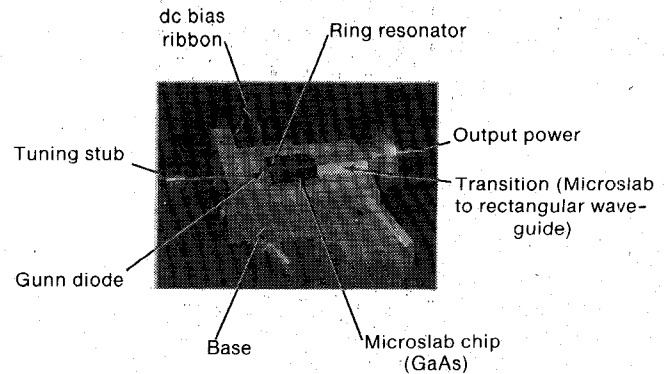 dc bias
ribbon
Ring resonator
Output power
Tuning stub
Transition (Microslab
to rectangular wave-
guide)
Gunn diode
Base
Microslab chip
(GaAs)